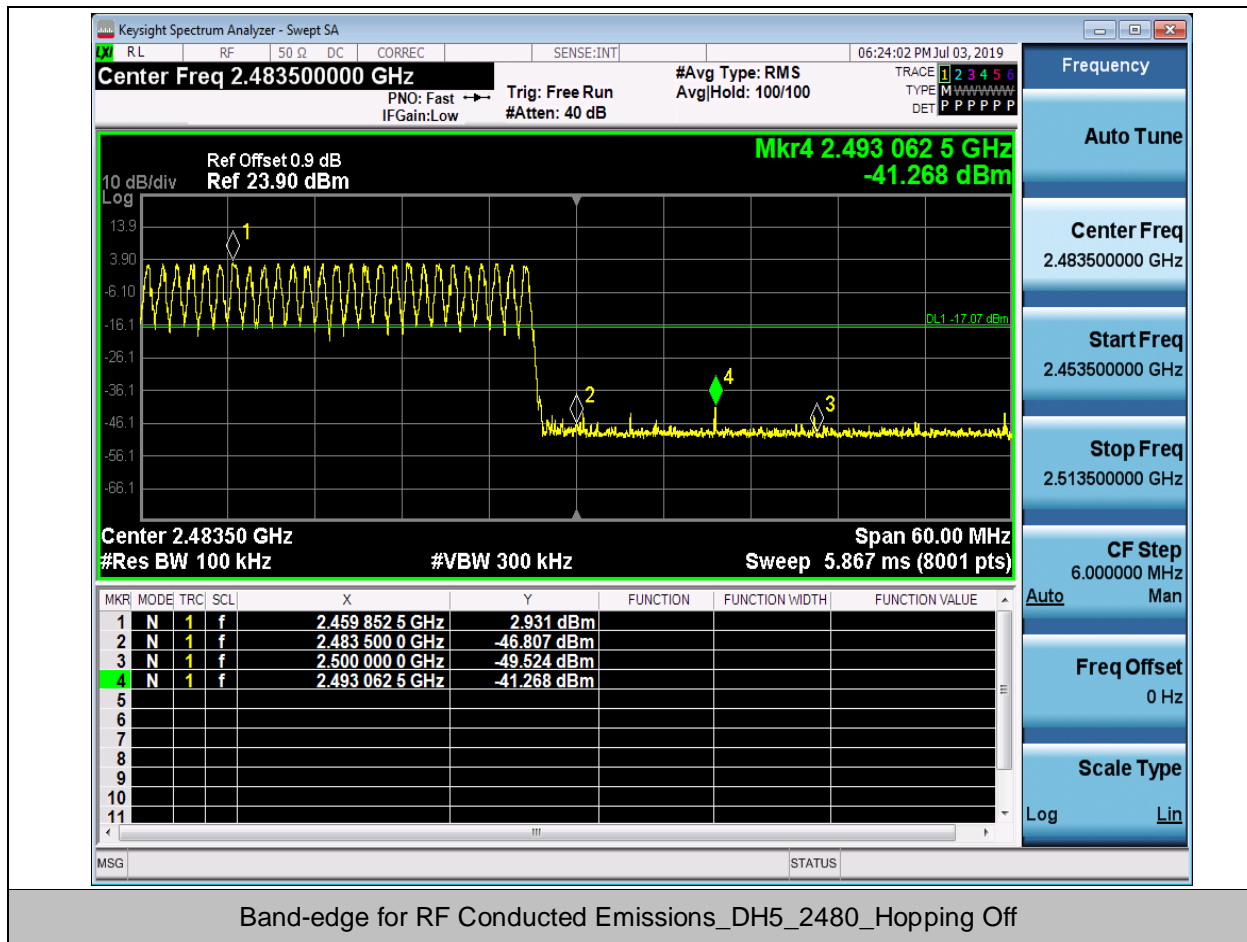 Keysight Spectrum Analyzer - Swept SA
LXI RL RF 50 Ω DC CORREC SENSE:INT 06:24:02 PM Jul 03, 2019
Center Freq 2.483500000 GHz
PNO: Fast
IFGain:Low
Trig: Free Run
#Atten: 40 dB
#Avg Type: RMS
Avg|Hold: 100/100
TRACE 1 2 3 4 5 6
TYPE M WWWWW
DET P P P P P P
Mkr4 2.493 062 5 GHz
-41.268 dBm
Ref Offset 0.9 dB
10 dB/div Ref 23.90 dBm
Log
13.9
3.90
-6.10
-16.1
-26.1
-36.1
-46.1
-56.1
-66.1
1
2
3
4
DL1 -17.07 dBm
Center 2.48350 GHz Span 60.00 MHz
#Res BW 100 kHz #VBW 300 kHz Sweep 5.867 ms (8001 pts)
MKR MODE TRC SCL X Y FUNCTION FUNCTION WIDTH FUNCTION VALUE
1 N 1 f 2.459 852 5 GHz 2.931 dBm
2 N 1 f 2.483 500 0 GHz -46.807 dBm
3 N 1 f 2.500 000 0 GHz -49.524 dBm
4 N 1 f 2.493 062 5 GHz -41.268 dBm
5
6
7
8
9
10
11
MSG STATUS
Frequency
Auto Tune
Center Freq
2.483500000 GHz
Start Freq
2.453500000 GHz
Stop Freq
2.513500000 GHz
CF Step
6.000000 MHz
Auto Man
Freq Offset
0 Hz
Scale Type
Log Lin
Band-edge for RF Conducted Emissions_DH5_2480_Hopping Off